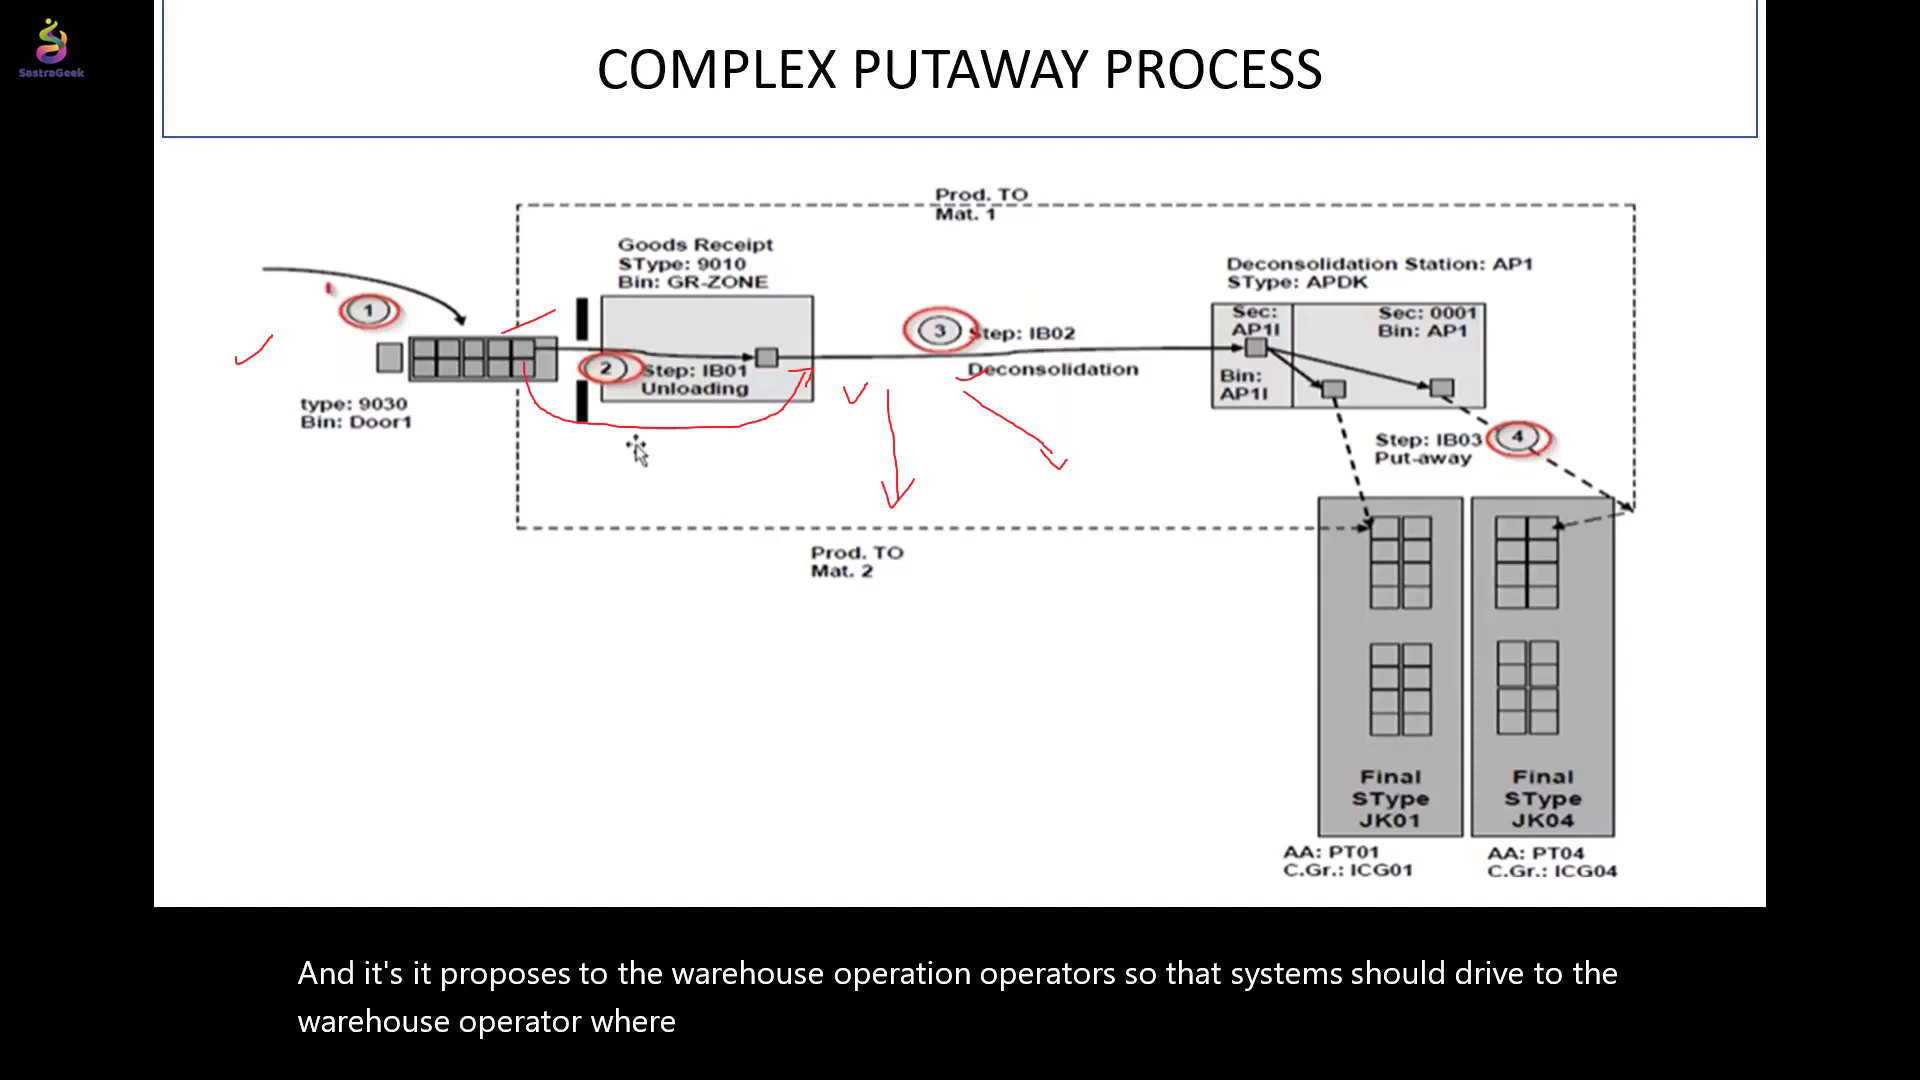 SastraGeek
COMPLEX PUTAWAY PROCESS
Prod. TO
Mat. 1
Goods Receipt
SType: 9010
Bin: GR-ZONE
Deconsolidation Station: AP1
SType: APDK
1
Sec:
AP1I
Sec: 0001
Bin: AP1
3
Step: IB02
2
Step: IB01
Unloading
Deconsolidation
Bin:
AP1I
type: 9030
Bin: Door1
Step: IB03
Put-away
4
Prod. TO
Mat. 2
Final
SType
JK01
Final
SType
JK04
AA: PT01
C.Gr.: ICG01
AA: PT04
C.Gr.: ICG04
And it's it proposes to the warehouse operation operators so that systems should drive to the
warehouse operator where